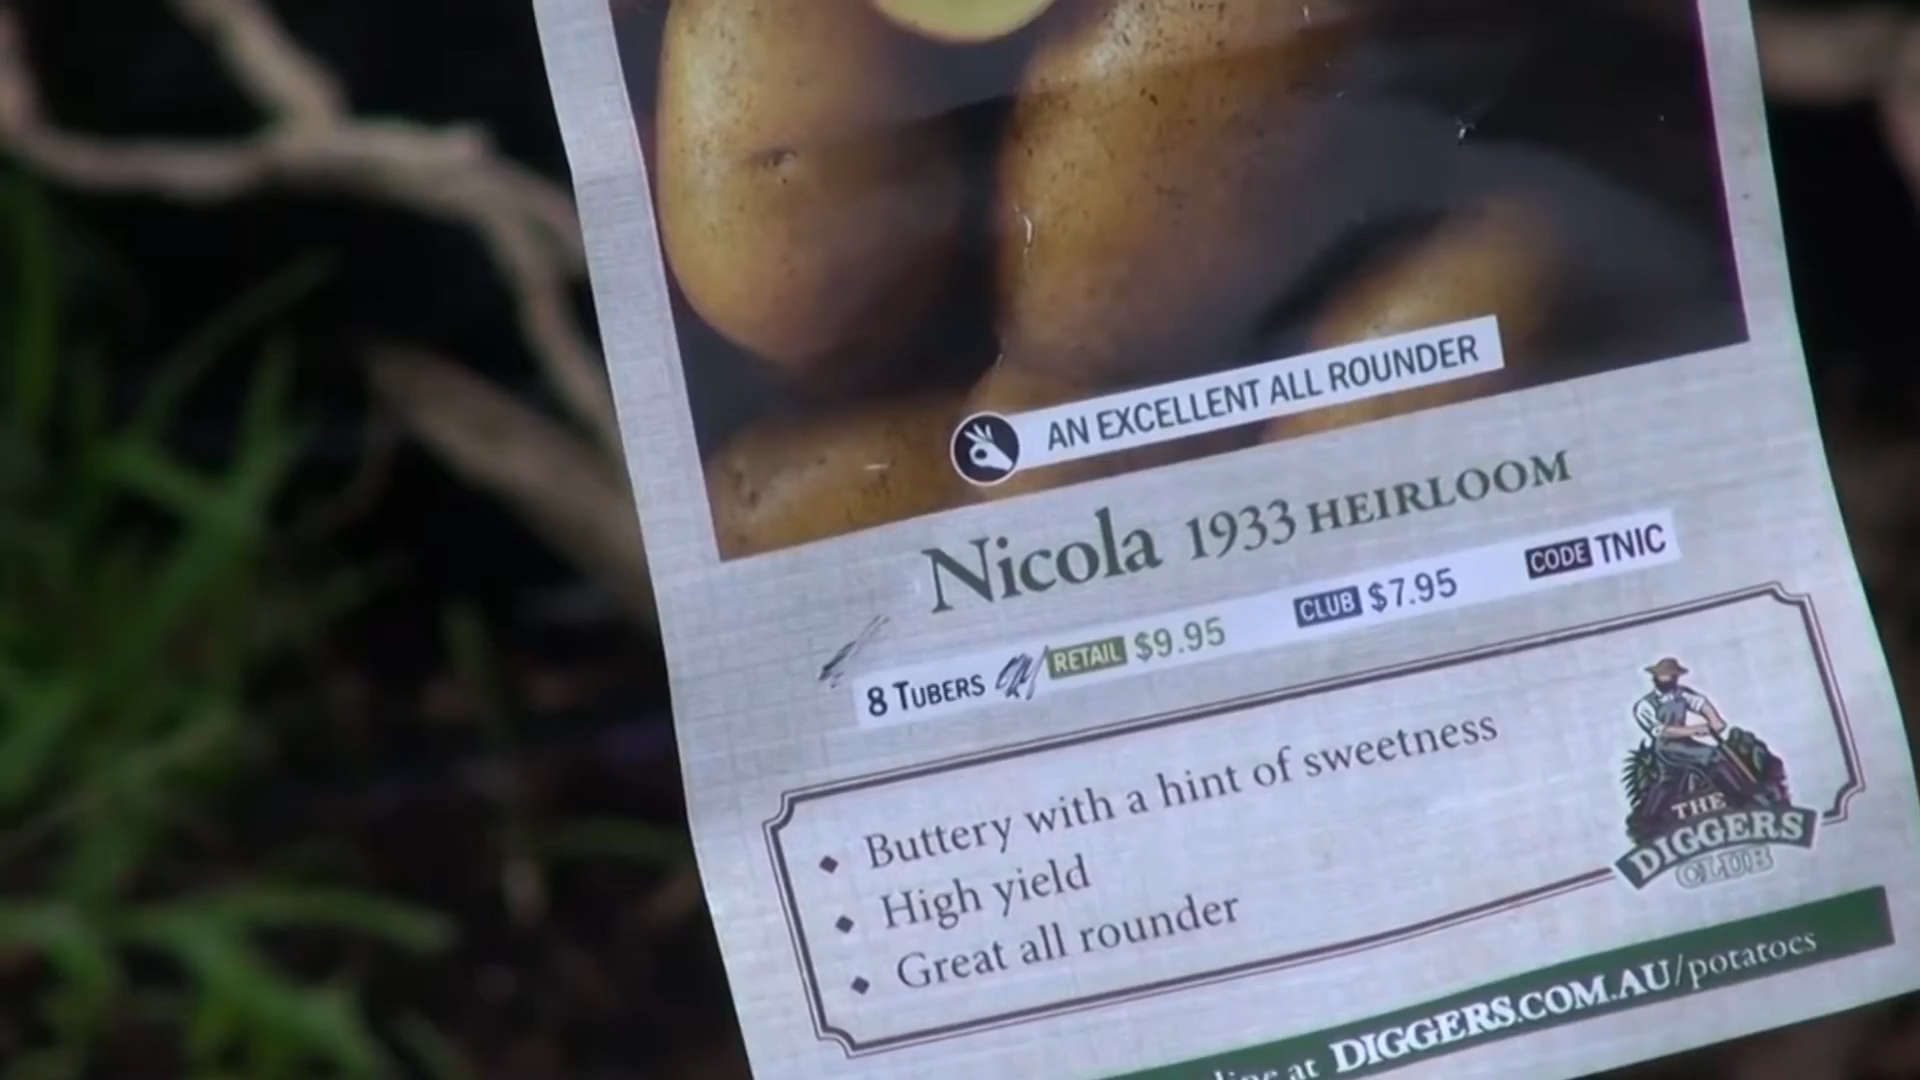 AN EXCELLENT ALL ROUNDER
Nicola 1933 HEIRLOOM
8 TUBERS RETAIL $9.95 CLUB $7.95 CODE TNIC
Buttery with a hint of sweetness
High yield
Great all rounder
THE
DIGGERS
CLUB
at DIGGERS.COM.AU/potatoes